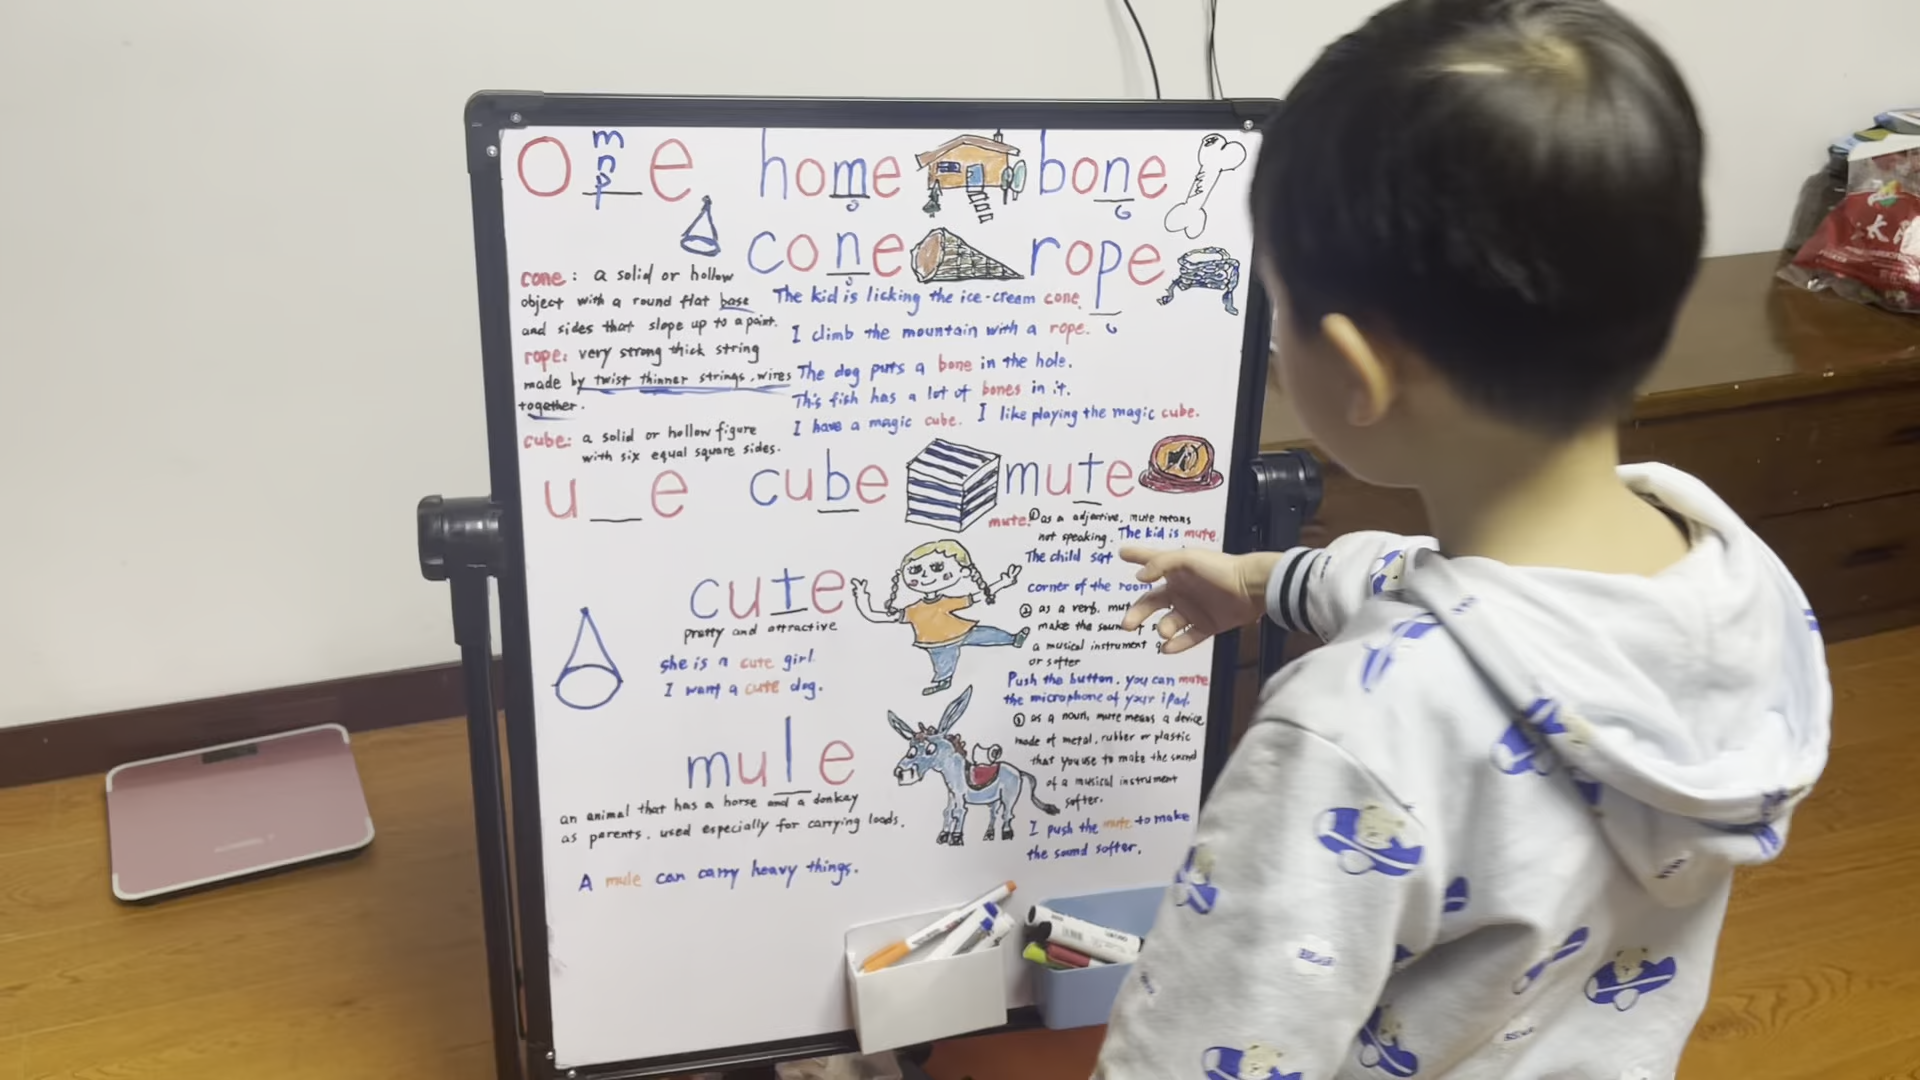 o m e
n
p
home
bone
cone
rope
cone: a solid or hollow
object with a round flat base
and sides that slope up to a point.
rope: very strong thick string
made by twist thinner strings, wires
together.
cube: a solid or hollow figure
with six equal square sides.
The kid is licking the ice-cream cone.
I climb the mountain with a rope.
The dog puts a bone in the hole.
This fish has a lot of bones in it.
I have a magic cube. I like playing the magic cube.
u__e
cube
mute
mute: ① as a adjective, mute means
not speaking. The kid is mute.
The child sat
corner of the room
② as a verb, mut
make the soun
a musical instrument
or softer
Push the button, you can mute
the microphone of your iPad.
③ as a noun, mute means a device
made of metal, rubber or plastic
that you use to make the sound
of a musical instrument
softer.
I push the mute to make
the sound softer.
cute
pretty and attractive
she is a cute girl.
I want a cute dog.
mule
an animal that has a horse and a donkey
as parents, used especially for carrying loads.
A mule can carry heavy things.
BEAR